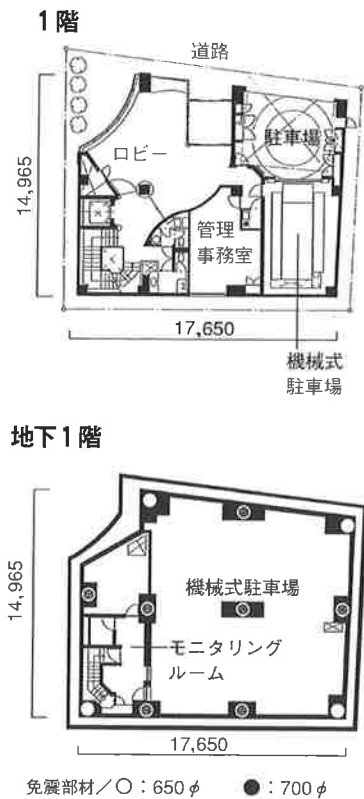 1階
道路
駐車場
ロビー
管理
事務室
14,965
17,650
機械式
駐車場
地下1階
機械式駐車場
モニタリング
ルーム
14,965
17,650
免震部材／○：650φ ●：700φ